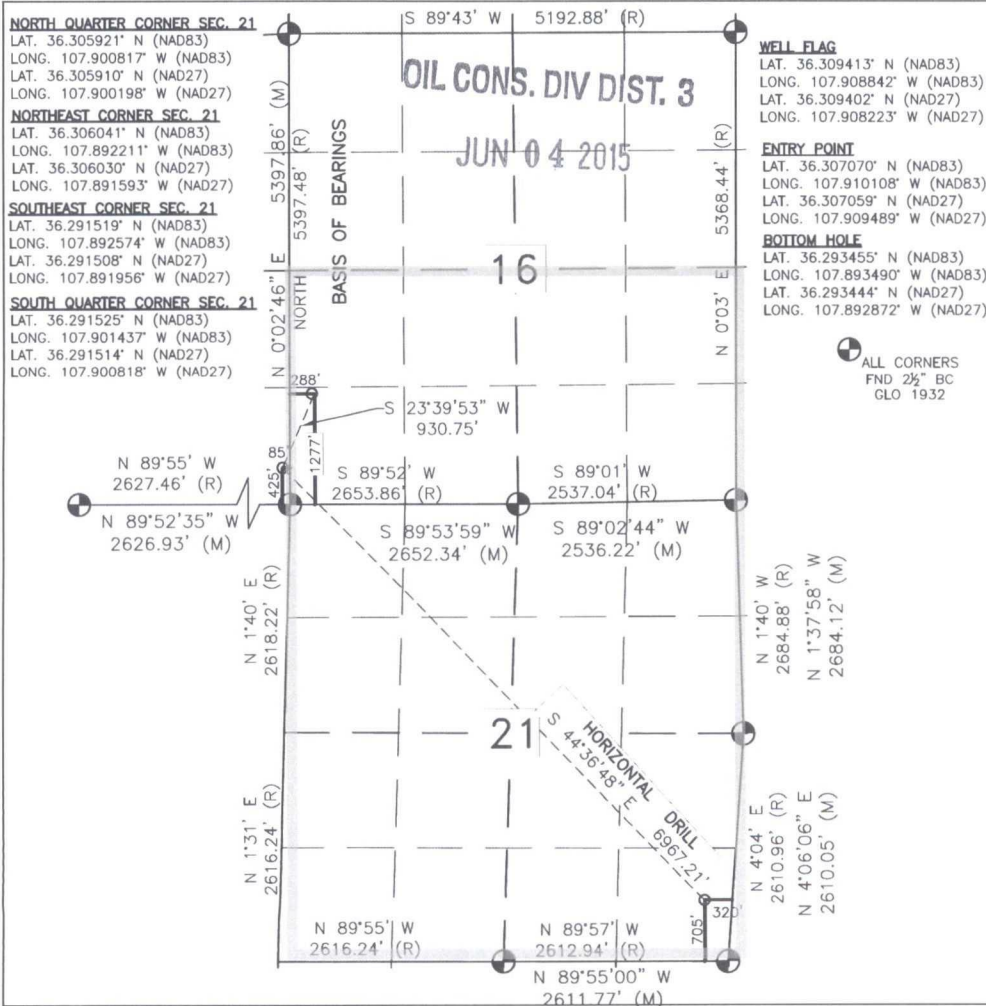 NORTH QUARTER CORNER SEC. 21
LAT. 36.305921° N (NAD83)
LONG. 107.900817° W (NAD83)
LAT. 36.305910° N (NAD27)
LONG. 107.900198° W (NAD27)
NORTHEAST CORNER SEC. 21
LAT. 36.306041° N (NAD83)
LONG. 107.892211° W (NAD83)
LAT. 36.306030° N (NAD27)
LONG. 107.891593° W (NAD27)
SOUTHEAST CORNER SEC. 21
LAT. 36.291519° N (NAD83)
LONG. 107.892574° W (NAD83)
LAT. 36.291508° N (NAD27)
LONG. 107.891956° W (NAD27)
SOUTH QUARTER CORNER SEC. 21
LAT. 36.291525° N (NAD83)
LONG. 107.901437° W (NAD83)
LAT. 36.291514° N (NAD27)
LONG. 107.900818° W (NAD27)
S 89°43' W 5192.88' (R)
OIL CONS. DIV DIST. 3
JUN 04 2015
WELL FLAG
LAT. 36.309413° N (NAD83)
LONG. 107.908842° W (NAD83)
LAT. 36.309402° N (NAD27)
LONG. 107.908223° W (NAD27)
ENTRY POINT
LAT. 36.307070° N (NAD83)
LONG. 107.910108° W (NAD83)
LAT. 36.307059° N (NAD27)
LONG. 107.909489° W (NAD27)
BOTTOM HOLE
LAT. 36.293455° N (NAD83)
LONG. 107.893490° W (NAD83)
LAT. 36.293444° N (NAD27)
LONG. 107.892872° W (NAD27)
ALL CORNERS
FND 2½" BC
GLO 1932
N 0°02'46" E 5397.86' (M)
NORTH 5397.48' (R)
BASIS OF BEARINGS
16
N 0°03' E 5368.44' (R)
288'
S 23°39'53" W
930.75'
1277'
85'
425'
N 89°55' W
2627.46' (R)
N 89°52'35" W
2626.93' (M)
S 89°52' W
2653.86' (R)
S 89°53'59" W
2652.34' (M)
S 89°01' W
2537.04' (R)
S 89°02'44" W
2536.22' (M)
N 1°40' E
2618.22' (R)
N 1°40' W
2684.88' (R)
N 1°37'58" W
2684.12' (M)
21
HORIZONTAL DRILL
S 44°36'48" E 6967.21'
N 1°31' E
2616.24' (R)
N 4°04' E
2610.96' (R)
N 4°06'06" E
2610.05' (M)
705'
320'
N 89°55' W
2616.24' (R)
N 89°57' W
2612.94' (R)
N 89°55'00" W
2611.77' (M)